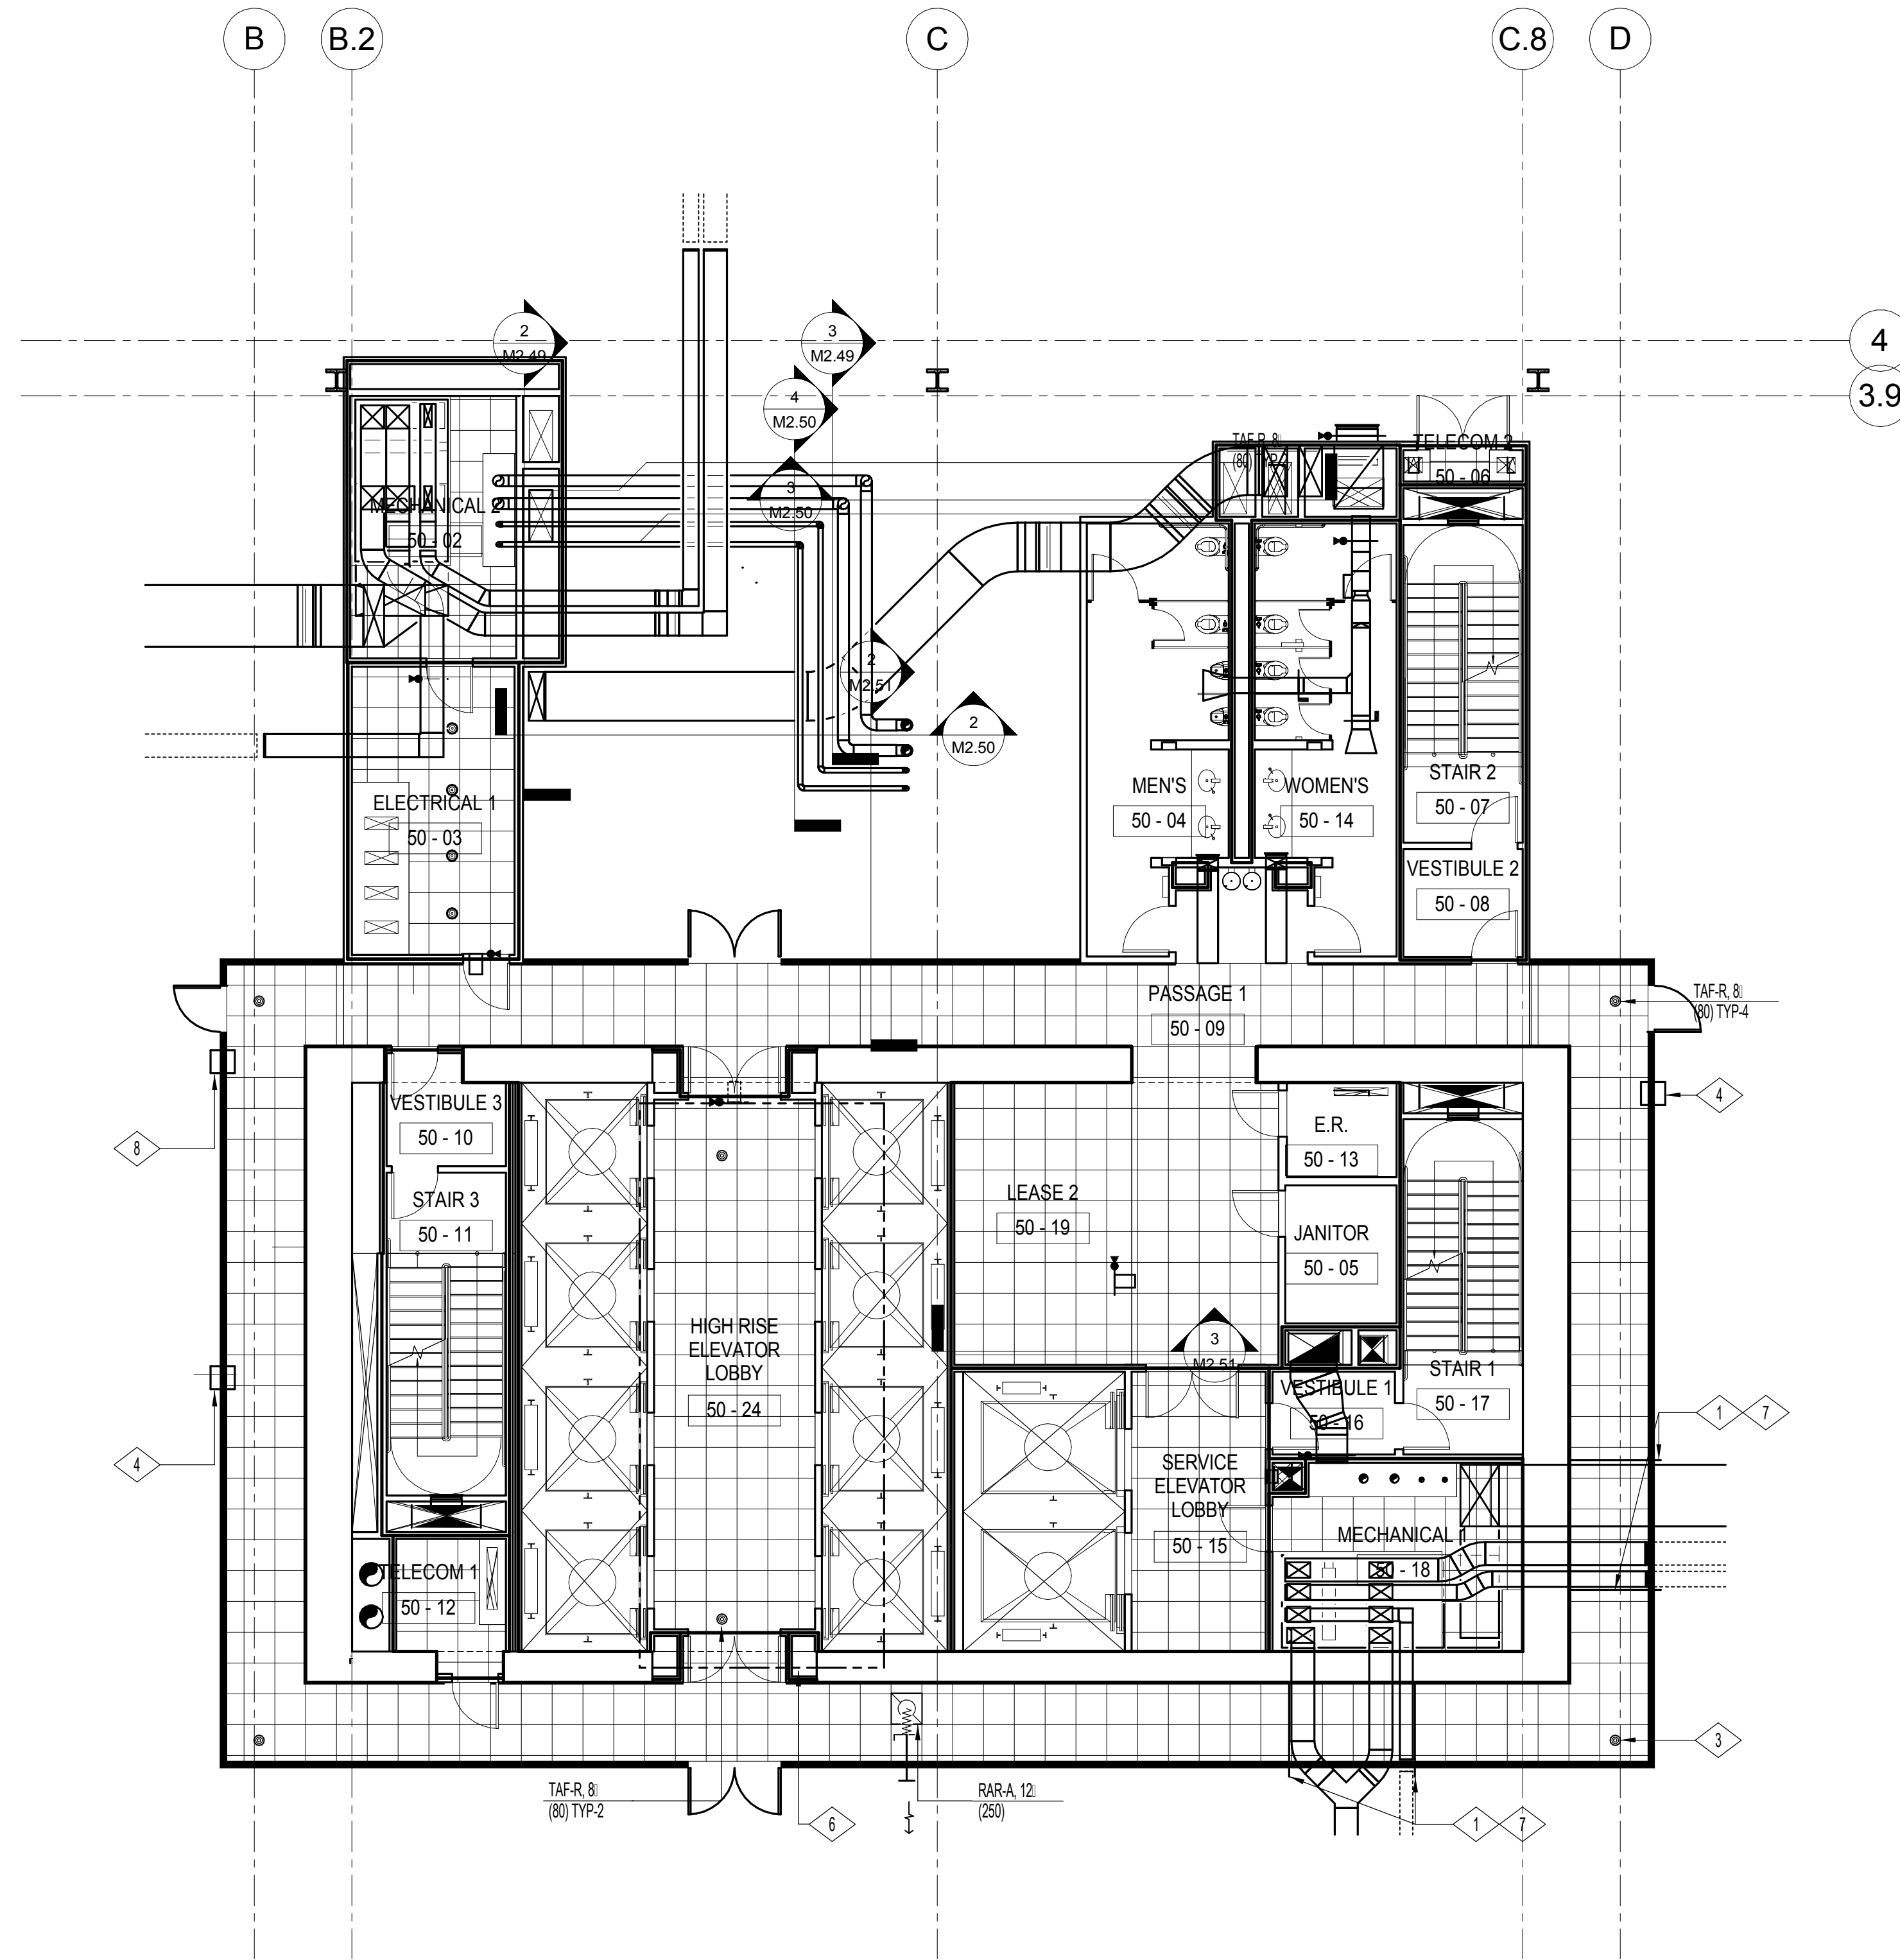 B
B.2
C
C.8
D
4
3.9
2
M2.49
3
M2.49
4
M2.50
3
M2.50
TAF-R, 8
(80) TYP-
TELECOM 2
50 - 06
MECHANICAL 2
50 - 02
2
M2.51
2
M2.50
ELECTRICAL 1
50 - 03
MEN'S
50 - 04
WOMEN'S
50 - 14
STAIR 2
50 - 07
VESTIBULE 2
50 - 08
PASSAGE 1
50 - 09
TAF-R, 8
(80) TYP-4
VESTIBULE 3
50 - 10
8
4
STAIR 3
50 - 11
LEASE 2
50 - 19
E.R.
50 - 13
JANITOR
50 - 05
HIGH RISE
ELEVATOR
LOBBY
50 - 24
3
M2.51
STAIR 1
50 - 17
VESTIBULE 1
50 - 16
4
1
7
SERVICE
ELEVATOR
LOBBY
50 - 15
MECHANICAL
- 18
TELECOM 1
50 - 12
3
TAF-R, 8
(80) TYP-2
6
RAR-A, 12
(250)
1
7